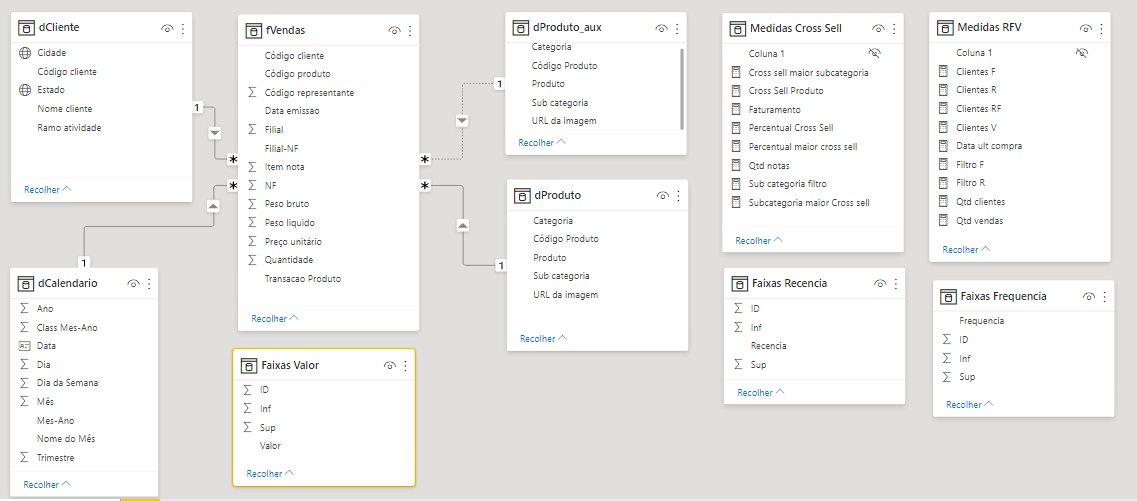 dCliente
Cidade
Código cliente
Estado
Nome cliente
Ramo atividade
Recolher
fVendas
Código cliente
Código produto
Código representante
Data emissao
Filial
Filial-NF
Item nota
NF
Peso bruto
Peso liquido
Preço unitário
Quantidade
Transacao Produto
Recolher
dProduto_aux
Categoria
Código Produto
Produto
Sub categoria
URL da imagem
Recolher
Medidas Cross Sell
Coluna 1
Cross sell maior subcategoria
Cross Sell Produto
Faturamento
Percentual Cross Sell
Percentual maior cross sell
Qtd notas
Sub categoria filtro
Subcategoria maior Cross sell
Recolher
Medidas RFV
Coluna 1
Clientes F
Clientes R
Clientes RF
Clientes V
Data ult compra
Filtro F
Filtro R
Qtd clientes
Qtd vendas
Recolher
1
*
1
*
*
1
*
1
dProduto
Categoria
Código Produto
Produto
Sub categoria
URL da imagem
Recolher
dCalendario
Ano
Class Mes-Ano
Data
Dia
Dia da Semana
Mês
Mes-Ano
Nome do Mês
Trimestre
Recolher
Faixas Valor
ID
Inf
Sup
Valor
Recolher
Faixas Recencia
ID
Inf
Recencia
Sup
Recolher
Faixas Frequencia
Frequencia
ID
Inf
Sup
Recolher